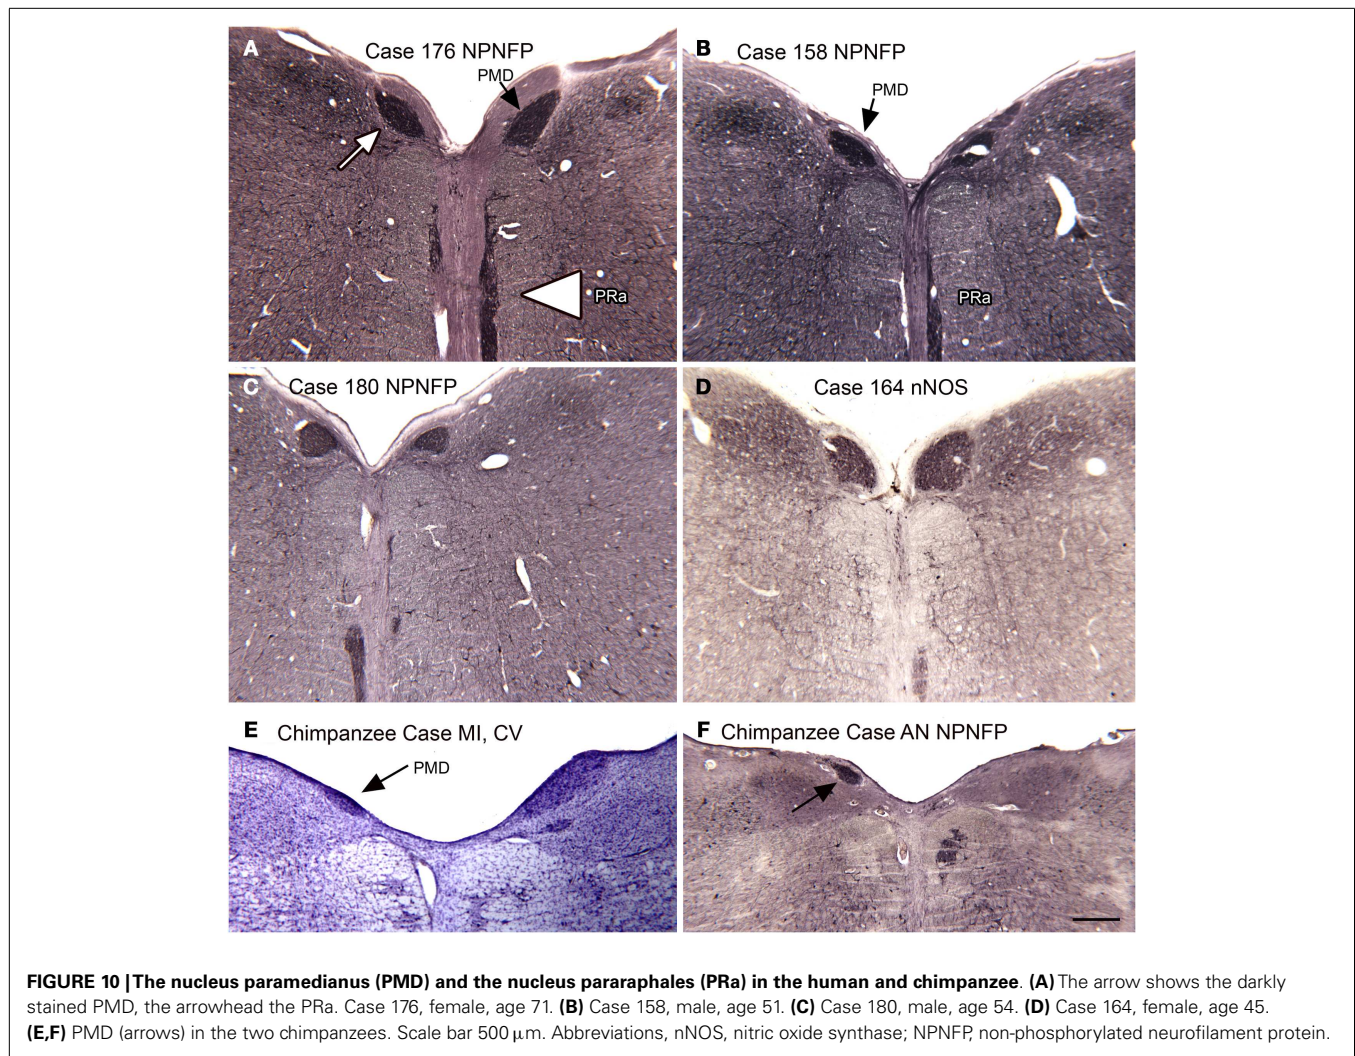 A
Case 176 NPNFP
PMD
PRa
B
Case 158 NPNFP
PMD
PRa
C
Case 180 NPNFP
D
Case 164 nNOS
E
Chimpanzee Case MI, CV
PMD
F
Chimpanzee Case AN NPNFP
FIGURE 10 | The nucleus paramedianus (PMD) and the nucleus pararaphales (PRa) in the human and chimpanzee. (A) The arrow shows the darkly
stained PMD, the arrowhead the PRa. Case 176, female, age 71. (B) Case 158, male, age 51. (C) Case 180, male, age 54. (D) Case 164, female, age 45.
(E,F) PMD (arrows) in the two chimpanzees. Scale bar 500 μm. Abbreviations, nNOS, nitric oxide synthase; NPNFP, non-phosphorylated neurofilament protein.